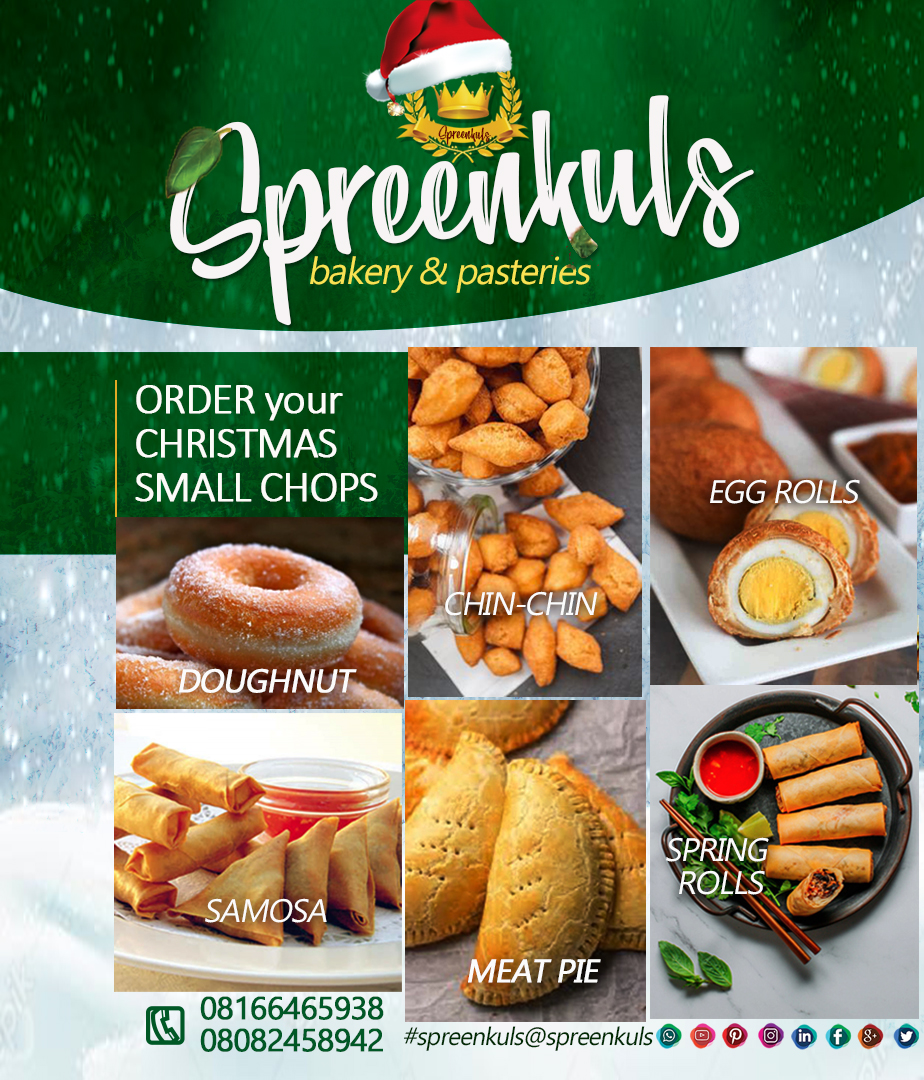 Spreenkuls
Spreenkuls
bakery & pasteries
ORDER your
CHRISTMAS
SMALL CHOPS
DOUGHNUT
CHIN-CHIN
EGG ROLLS
SAMOSA
MEAT PIE
SPRING
ROLLS
08166465938
08082458942
#spreenkuls@spreenkuls